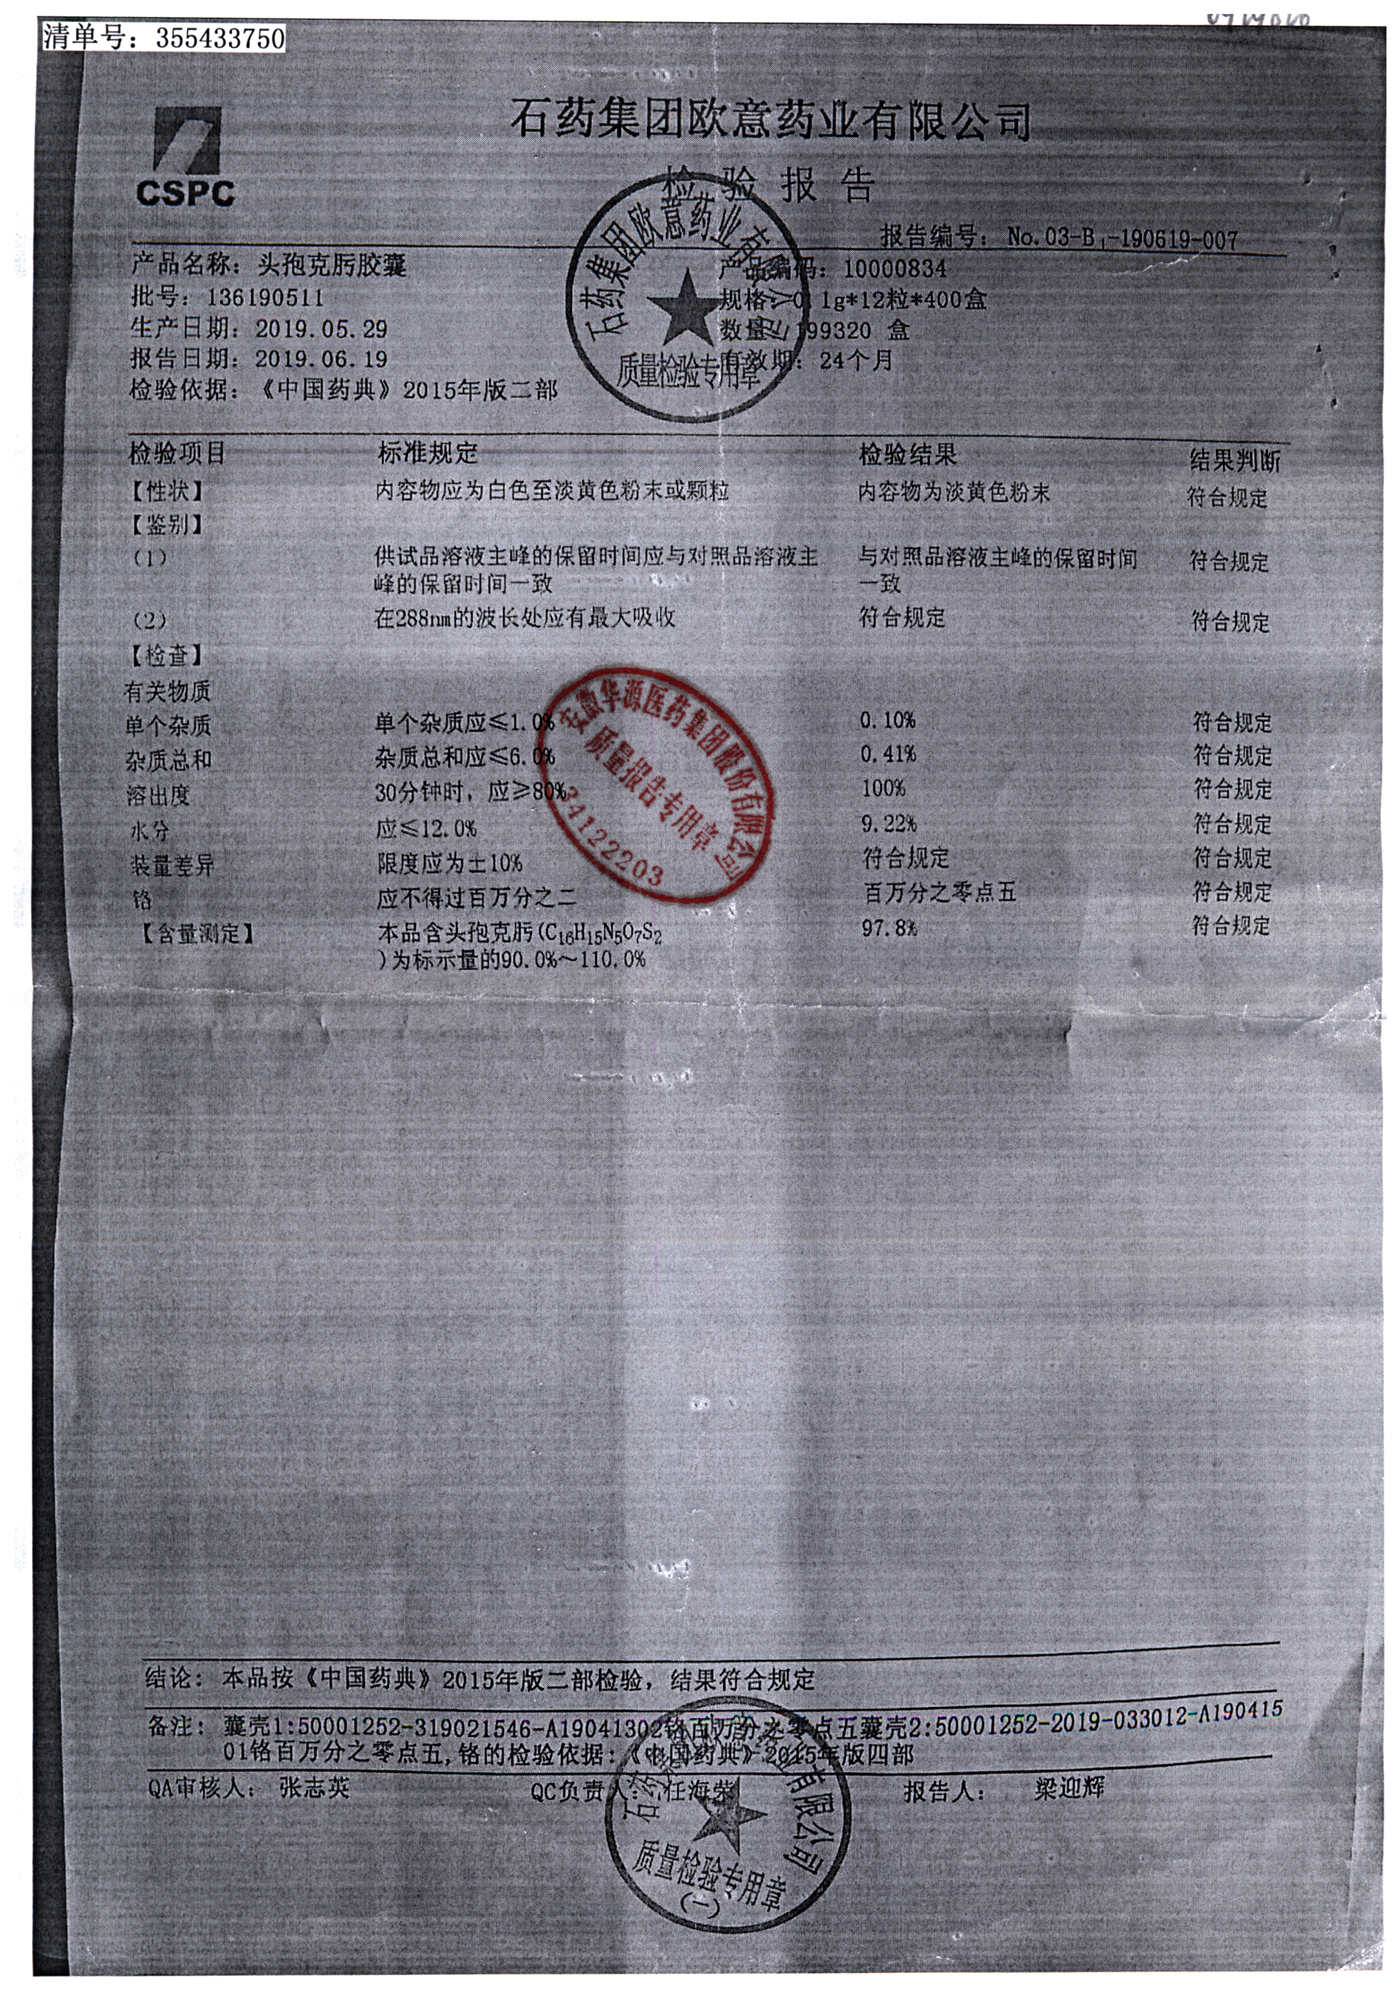 清单号：355433750
CSPC
石药集团欧意药业有限公司
检验报告
报告编号：No.03-B₁-190619-007
产品名称：头孢克肟胶囊
产品编码：10000834
批号：136190511
规格：0.1g*12粒*400盒
生产日期：2019.05.29
数量：199320 盒
报告日期：2019.06.19
有效期：24个月
检验依据：《中国药典》2015年版二部
石药集团欧意药业有限公司
质量检验专用章
检验项目 标准规定 检验结果 结果判断
【性状】 内容物应为白色至淡黄色粉末或颗粒 内容物为淡黄色粉末 符合规定
【鉴别】
（1） 供试品溶液主峰的保留时间应与对照品溶液主 与对照品溶液主峰的保留时间 符合规定
峰的保留时间一致 一致
（2） 在288nm的波长处应有最大吸收 符合规定 符合规定
【检查】
有关物质
单个杂质 单个杂质应≤1.0% 0.10% 符合规定
杂质总和 杂质总和应≤6.0% 0.41% 符合规定
溶出度 30分钟时，应≥80% 100% 符合规定
水分 应≤12.0% 9.22% 符合规定
装量差异 限度应为±10% 符合规定 符合规定
铬 应不得过百万分之二 百万分之零点五 符合规定
【含量测定】 本品含头孢克肟(C₁₆H₁₅N₅O₇S₂ 97.8% 符合规定
)为标示量的90.0%～110.0%
安徽华源医药集团股份有限公司
质量报告专用章
34122203
结论：本品按《中国药典》2015年版二部检验，结果符合规定
备注：囊壳1:50001252-319021546-A19041302铬百万分之零点五囊壳2:50001252-2019-033012-A190415
01铬百万分之零点五,铬的检验依据:《中国药典》2015年版四部
QA审核人：张志英 QC负责人：任海荣 报告人：梁迎辉
石药集团欧意药业有限公司
质量检验专用章
(一)